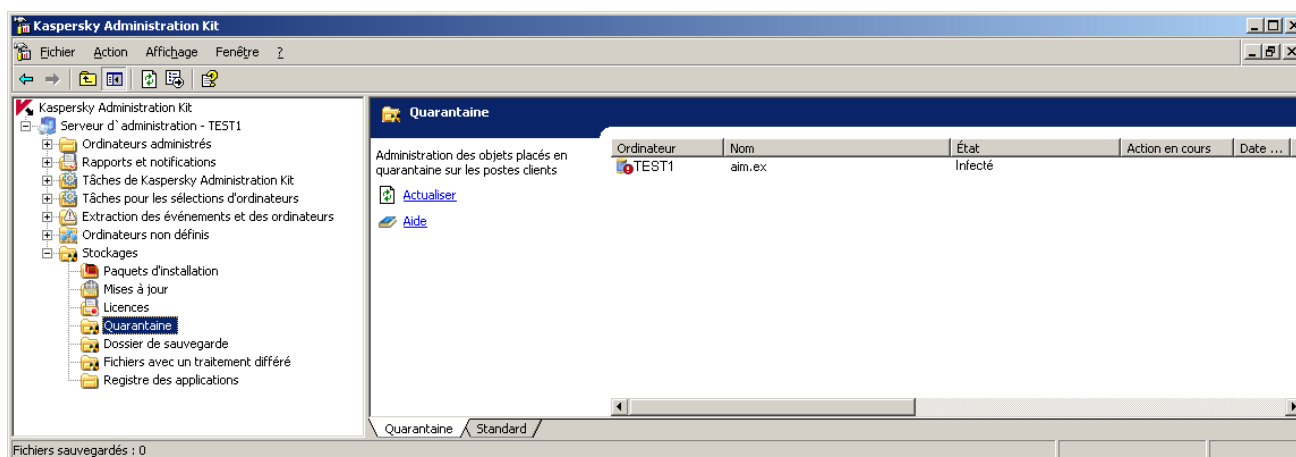 Kaspersky Administration Kit
Fichier Action Affichage Fenêtre ?
Kaspersky Administration Kit
Serveur d`administration - TEST1
Ordinateurs administrés
Rapports et notifications
Tâches de Kaspersky Administration Kit
Tâches pour les sélections d'ordinateurs
Extraction des événements et des ordinateurs
Ordinateurs non définis
Stockages
Paquets d'installation
Mises à jour
Licences
Quarantaine
Dossier de sauvegarde
Fichiers avec un traitement différé
Registre des applications
Quarantaine
Administration des objets placés en
quarantaine sur les postes clients
Actualiser
Aide
Ordinateur Nom État Action en cours Date ...
TEST1 aim.ex Infecté
Quarantaine Standard
Fichiers sauvegardés : 0